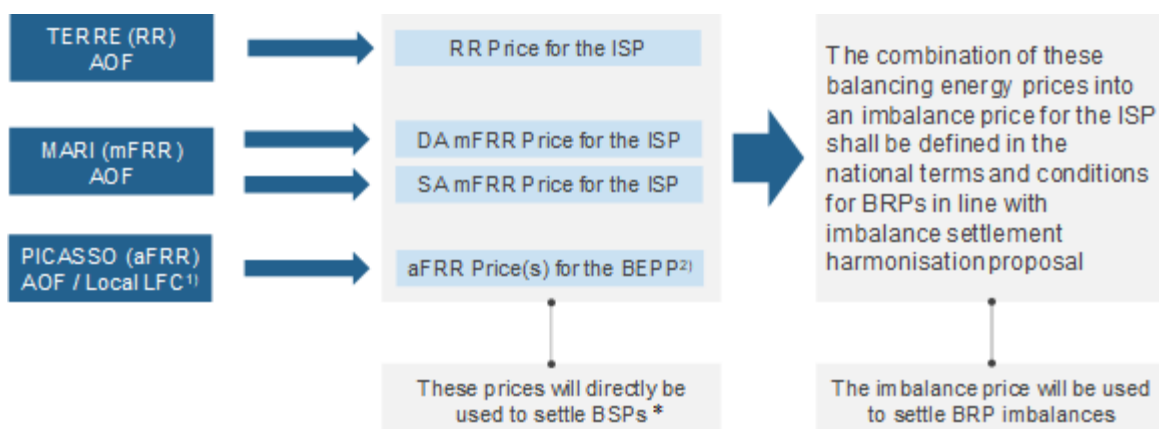 TERRE (RR)
AOF
RR Price for the ISP
MARI (mFRR)
AOF
DA mFRR Price for the ISP
SA mFRR Price for the ISP
PICASSO (aFRR)
AOF / Local LFC¹⁾
aFRR Price(s) for the BEPP²⁾
The combination of these
balancing energy prices into
an imbalance price for the ISP
shall be defined in the
national terms and conditions
for BRPs in line with
imbalance settlement
harmonisation proposal
These prices will directly be
used to settle BSPs *
The imbalance price will be used
to settle BRP imbalances